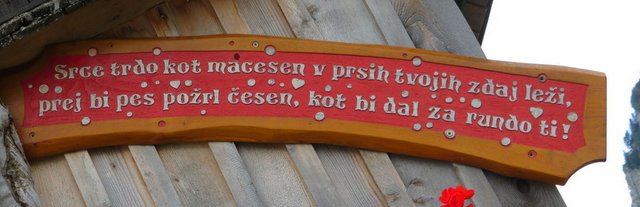 Srce trdo kot macesen v prsih tvojih zdaj leži,
prej bi pes požrl česen, kot bi dal za rundo ti!